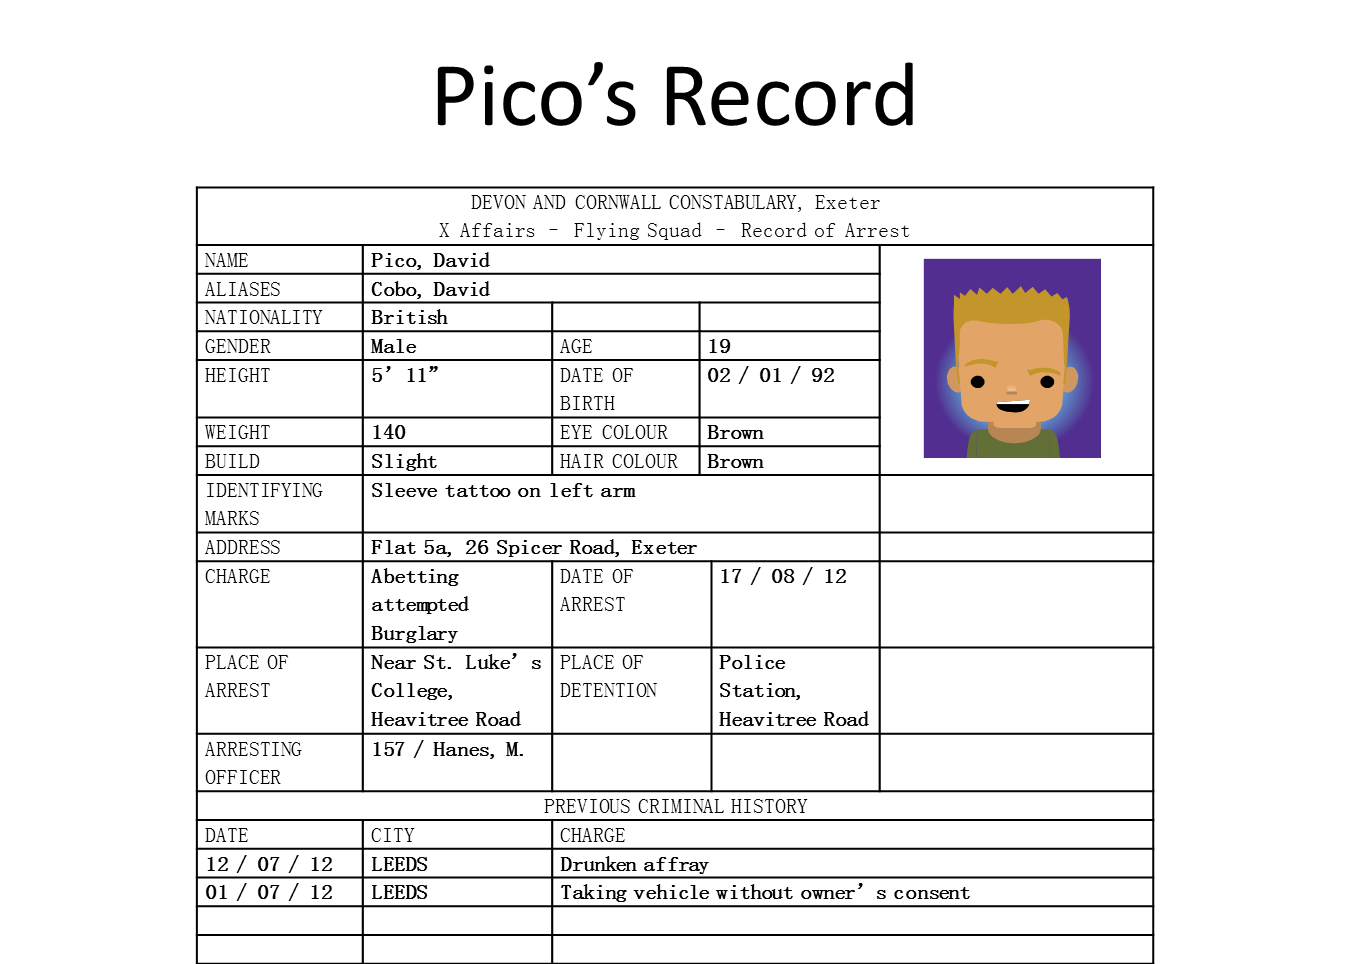 Pico’s Record
DEVON AND CORNWALL CONSTABULARY, Exeter
X Affairs – Flying Squad – Record of Arrest
NAME Pico, David
ALIASES Cobo, David
NATIONALITY British
GENDER Male AGE 19
HEIGHT 5’ 11” DATE OF BIRTH 02 / 01 / 92
WEIGHT 140 EYE COLOUR Brown
BUILD Slight HAIR COLOUR Brown
IDENTIFYING MARKS Sleeve tattoo on left arm
ADDRESS Flat 5a, 26 Spicer Road, Exeter
CHARGE Abetting attempted Burglary DATE OF ARREST 17 / 08 / 12
PLACE OF ARREST Near St. Luke’s College, Heavitree Road PLACE OF DETENTION Police Station, Heavitree Road
ARRESTING OFFICER 157 / Hanes, M.
PREVIOUS CRIMINAL HISTORY
DATE CITY CHARGE
12 / 07 / 12 LEEDS Drunken affray
01 / 07 / 12 LEEDS Taking vehicle without owner’s consent